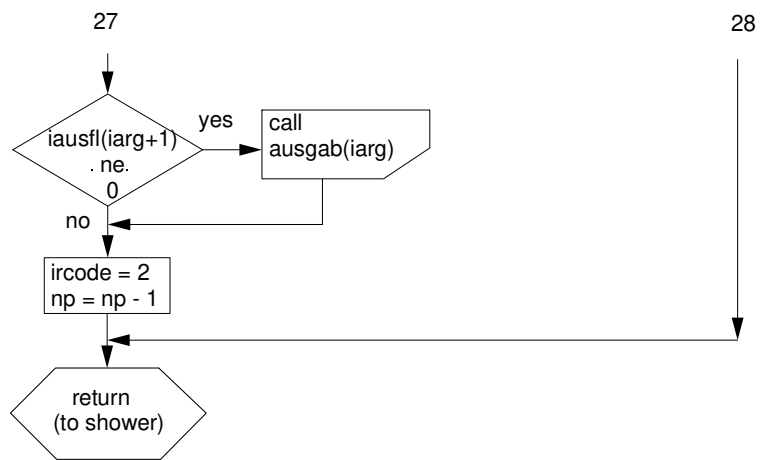 27
28
iausfl(iarg+1)
. ne.
0
yes
call
ausgab(iarg)
no
ircode = 2
np = np - 1
return
(to shower)